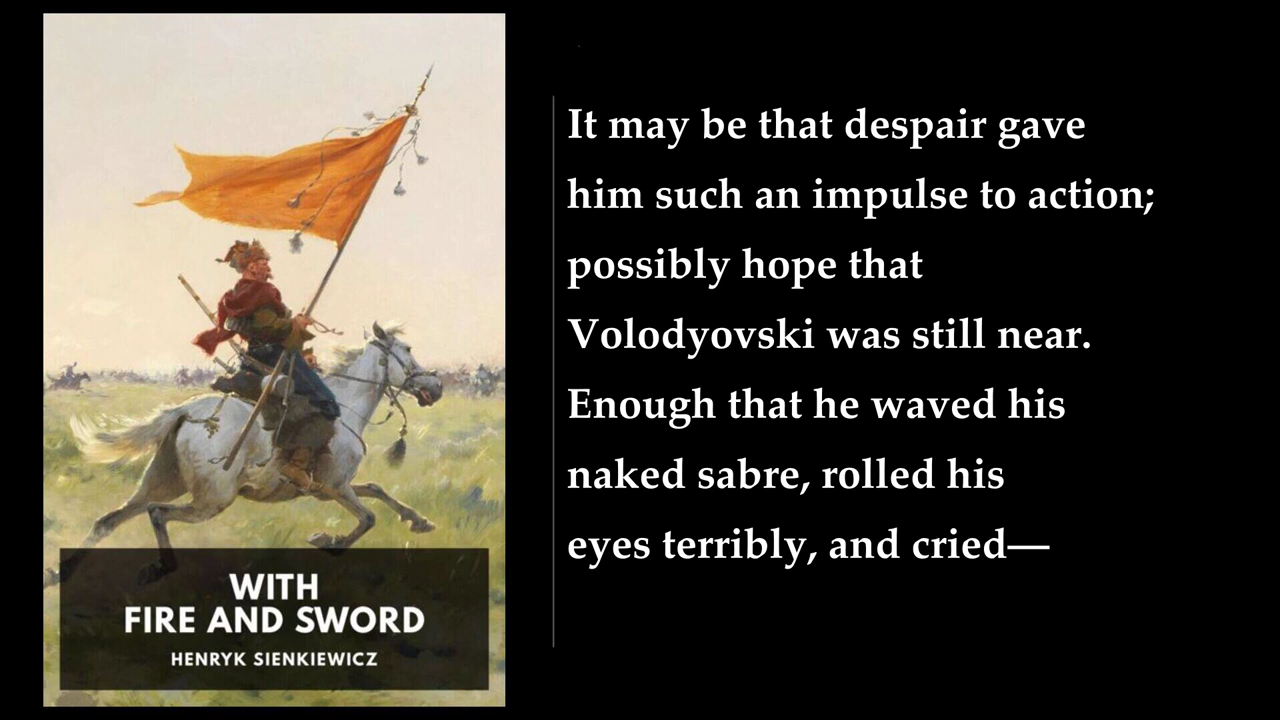 WITH
FIRE AND SWORD
HENRYK SIENKIEWICZ
It may be that despair gave
him such an impulse to action;
possibly hope that
Volodyovski was still near.
Enough that he waved his
naked sabre, rolled his
eyes terribly, and cried—